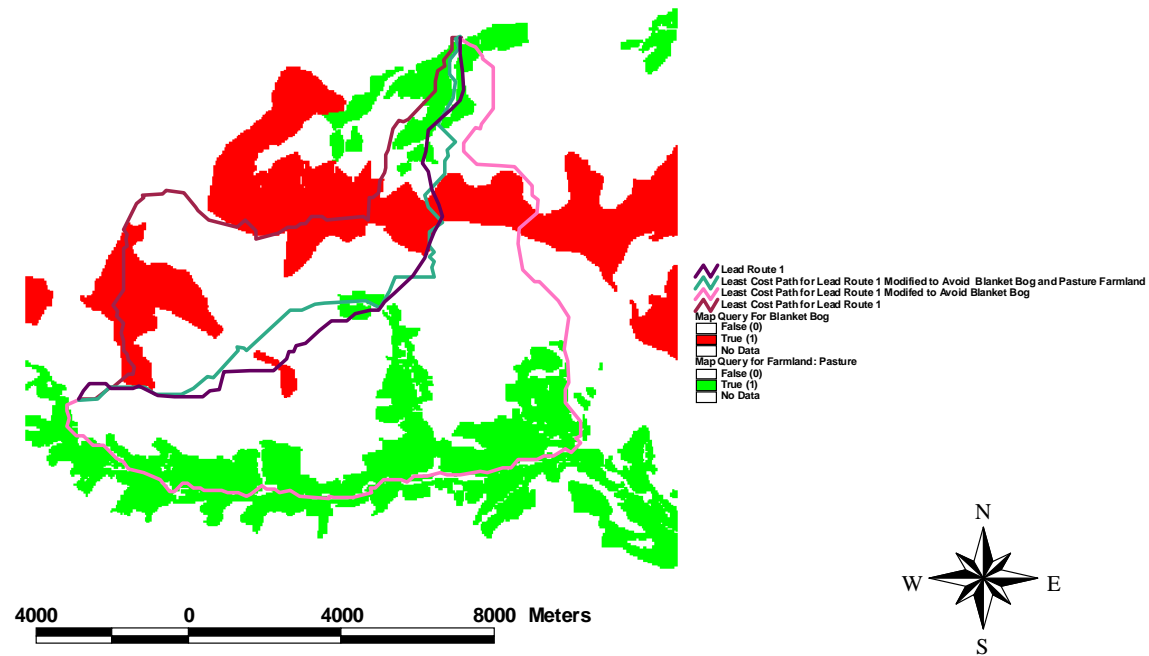 Lead Route 1
Least Cost Path for Lead Route 1 Modified to Avoid Blanket Bog and Pasture Farmland
Least Cost Path for Lead Route 1 Modifed to Avoid Blanket Bog
Least Cost Path for Lead Route 1
Map Query For Blanket Bog
False (0)
True (1)
No Data
Map Query for Farmland: Pasture
False (0)
True (1)
No Data
N
W E
S
4000 0 4000 8000 Meters